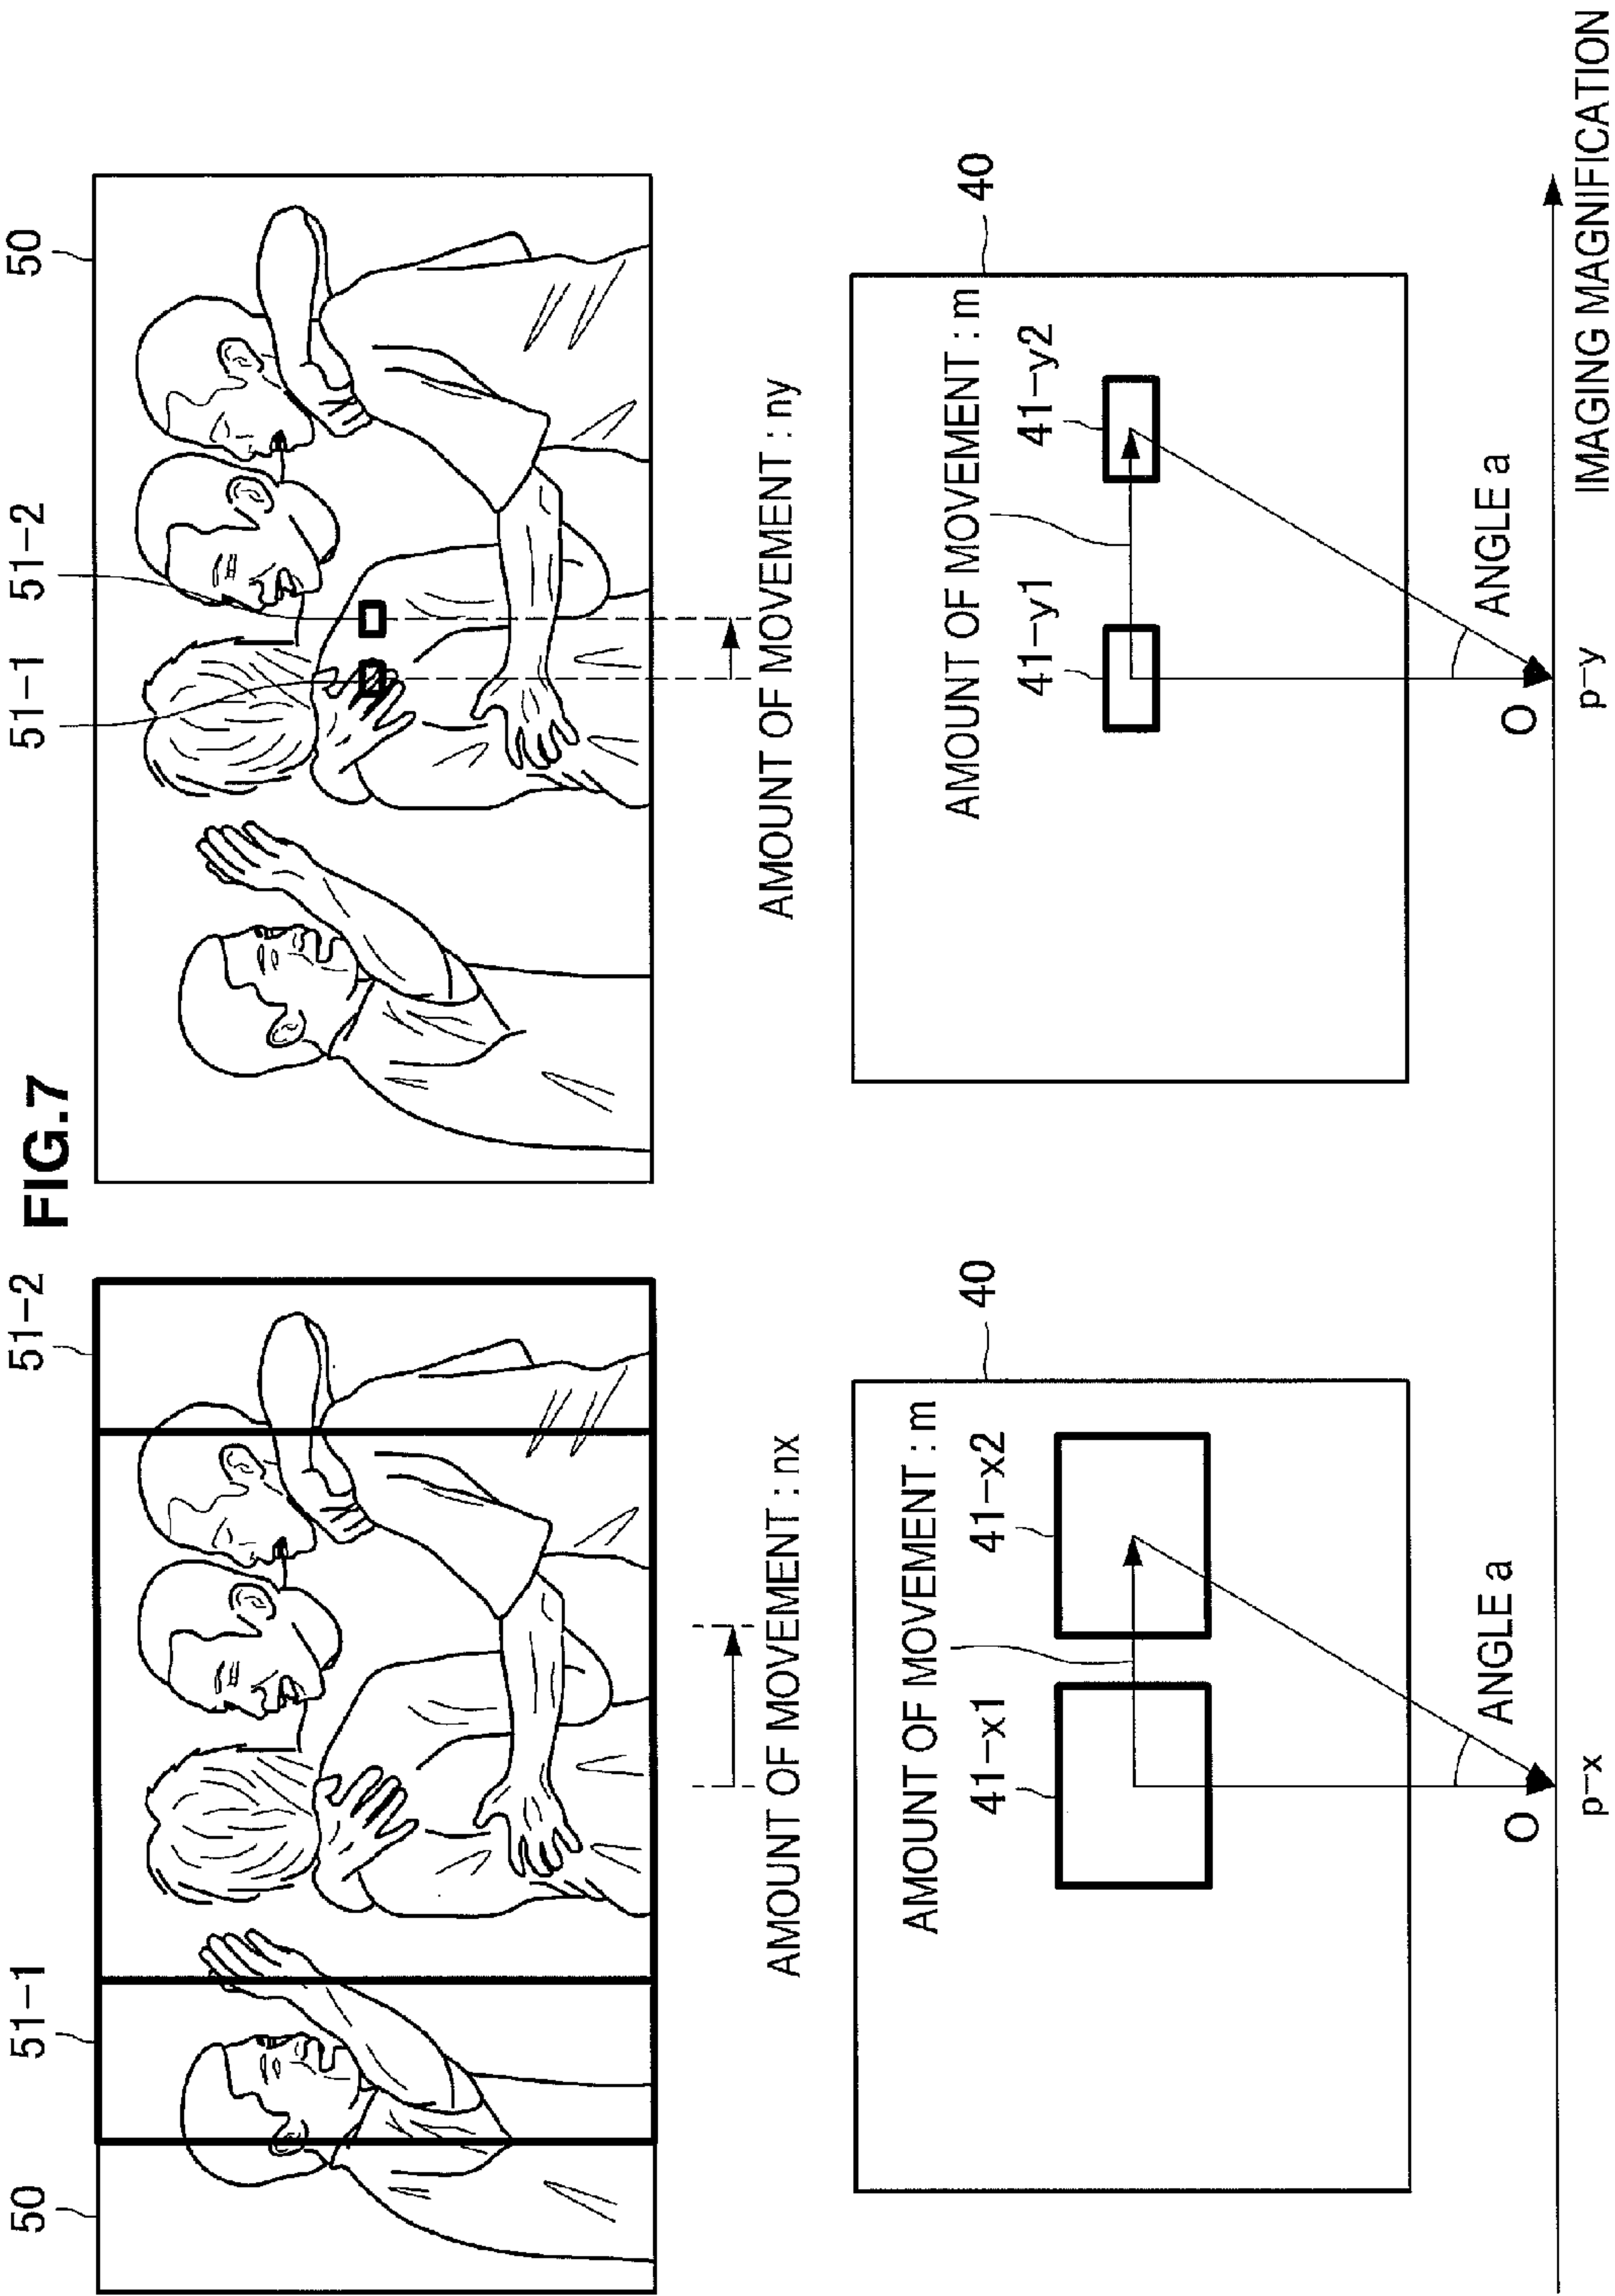 FIG.7
50
51-1
51-2
AMOUNT OF MOVEMENT : nx
40
AMOUNT OF MOVEMENT : m
41-x1
41-x2
O
ANGLE a
p-x
51-1
51-2
50
AMOUNT OF MOVEMENT : ny
40
AMOUNT OF MOVEMENT : m
41-y1
41-y2
O
ANGLE a
p-y
IMAGING MAGNIFICATION